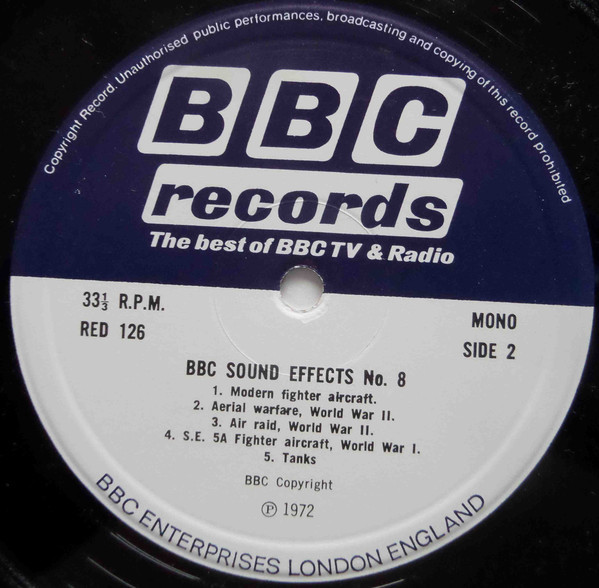 Copyright Record. Unauthorised public performances, broadcasting and copying of this record prohibited
BBC
records
The best of BBC TV & Radio
33⅓ R.P.M.
RED 126
MONO
SIDE 2
BBC SOUND EFFECTS No. 8
1. Modern fighter aircraft.
2. Aerial warfare, World War II.
3. Air raid, World War II.
4. S.E. 5A Fighter aircraft, World War I.
5. Tanks
BBC Copyright
℗ 1972
BBC ENTERPRISES LONDON ENGLAND